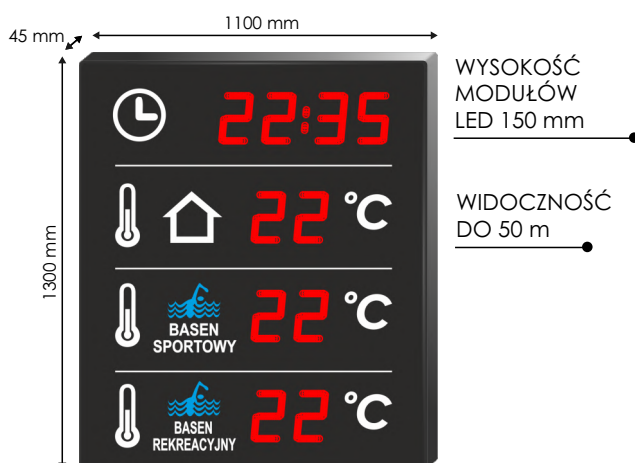 1100 mm
45 mm
WYSOKOŚĆ
MODUŁÓW
LED 150 mm
22:35
WIDOCZNOŚĆ
DO 50 m
22 °C
1300 mm
BASEN
SPORTOWY
22 °C
BASEN
REKREACYJNY
22 °C